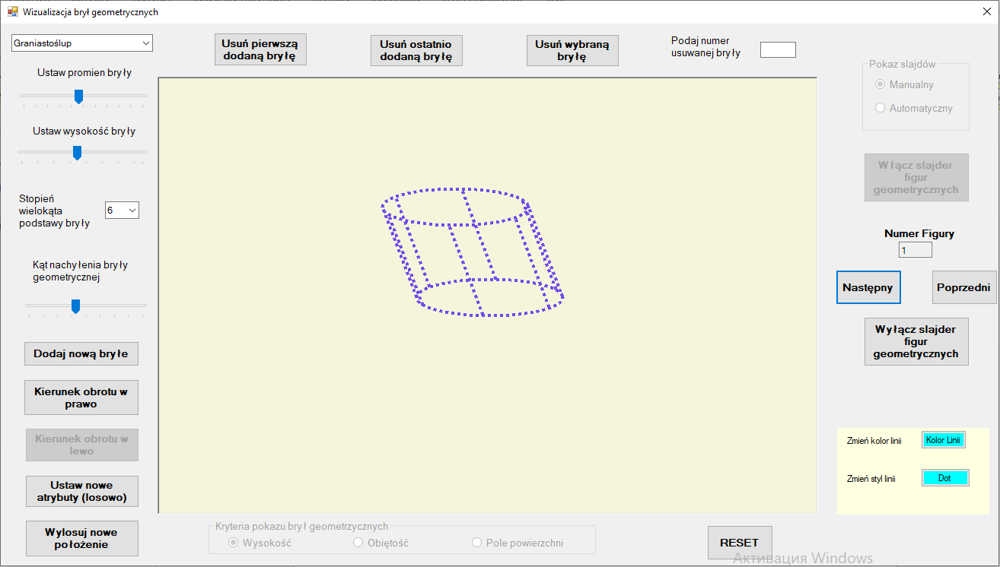 Wizualizacja brył geometrycznych
Graniastoślup
Usuń pierwszą
dodaną bryłę
Usuń ostatnio
dodaną bryłę
Usuń wybraną
bryłę
Podaj numer
usuwanej bryły
Ustaw promien bryły
Ustaw wysokość bryły
Stopień
wielokąta
podstawy bryły
6
Kąt nachylenia bryły
geometrycznej
Dodaj nową bryłe
Kierunek obrotu w
prawo
Kierunek obrotu w
lewo
Ustaw nowe
atrybuty (losowo)
Wylosuj nowe
położenie
Pokaz slajdów
Manualny
Automatyczny
Włącz slajder
figur
geometrycznych
Numer Figury
1
Następny
Poprzedni
Wyłącz slajder
figur
geometrycznych
Zmień kolor linii
Kolor Linii
Zmień styl linii
Dot
Kryteria pokazu brył geometrzycznych
Wysokość
Objętość
Pole powierzchni
RESET
Активация Windows